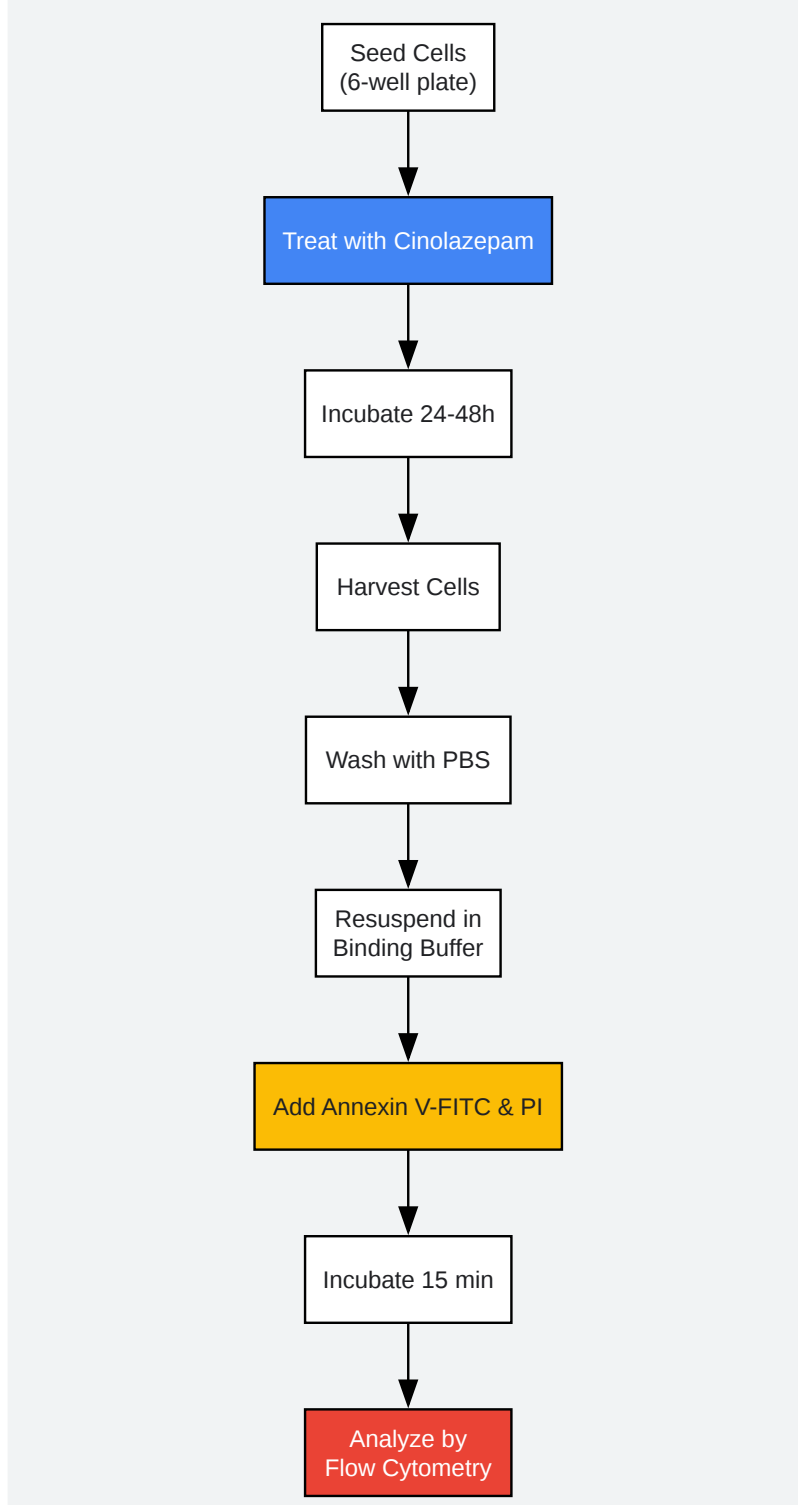 Seed Cells
(6-well plate)
Treat with Cinolazepam
Incubate 24-48h
Harvest Cells
Wash with PBS
Resuspend in
Binding Buffer
Add Annexin V-FITC & PI
Incubate 15 min
Analyze by
Flow Cytometry